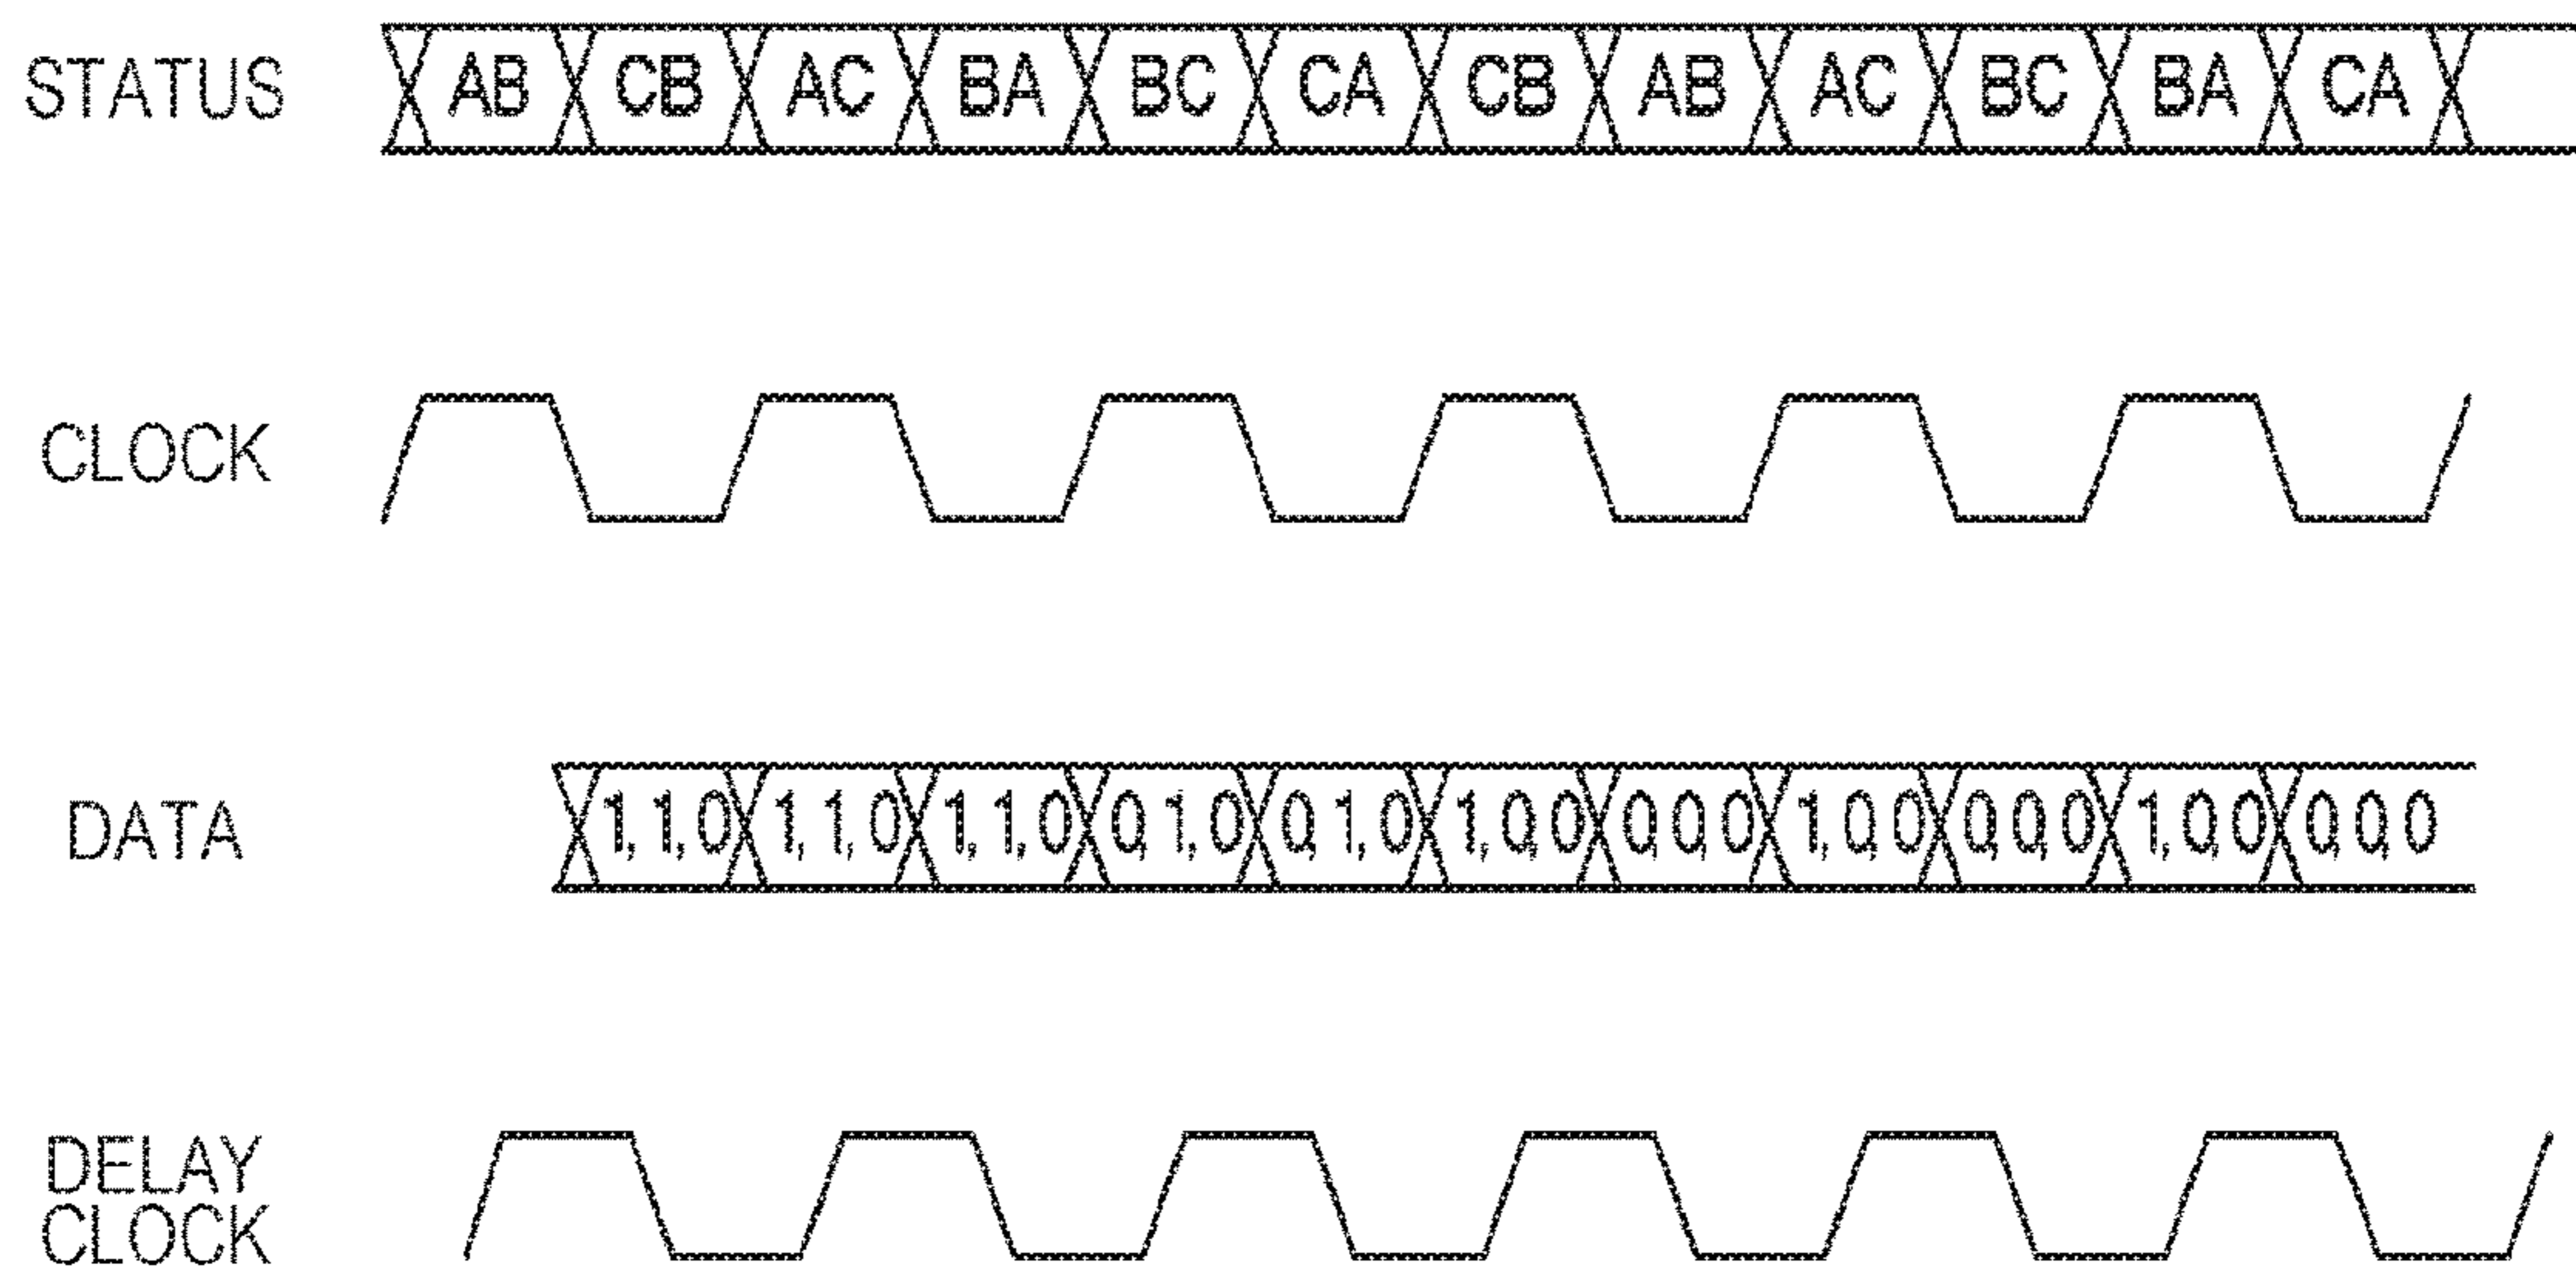 STATUS AB CB AC BA BC CA CB AB AC BC BA CA
CLOCK
DATA 1,1,0 1,1,0 1,1,0 0,1,0 0,1,0 1,0,0 0,0,0 1,0,0 0,0,0 1,0,0 0,0,0
DELAY
CLOCK